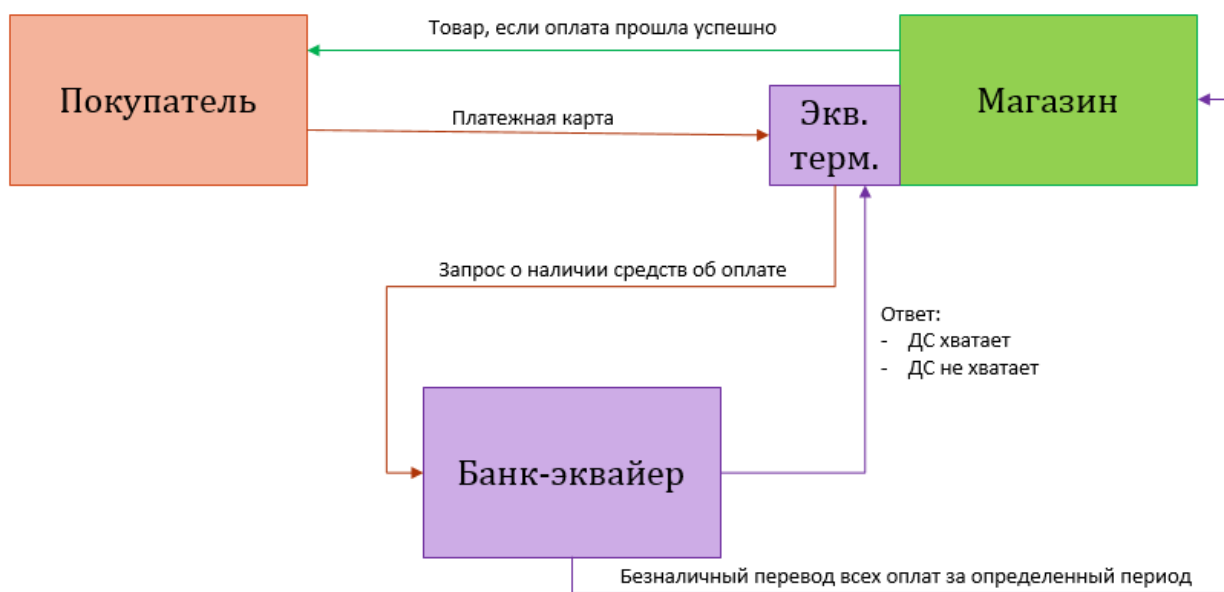 Товар, если оплата прошла успешно
Покупатель
Магазин
Экв.
терм.
Платежная карта
Запрос о наличии средств об оплате
Ответ:
- ДС хватает
- ДС не хватает
Банк-эквайер
Безналичный перевод всех оплат за определенный период